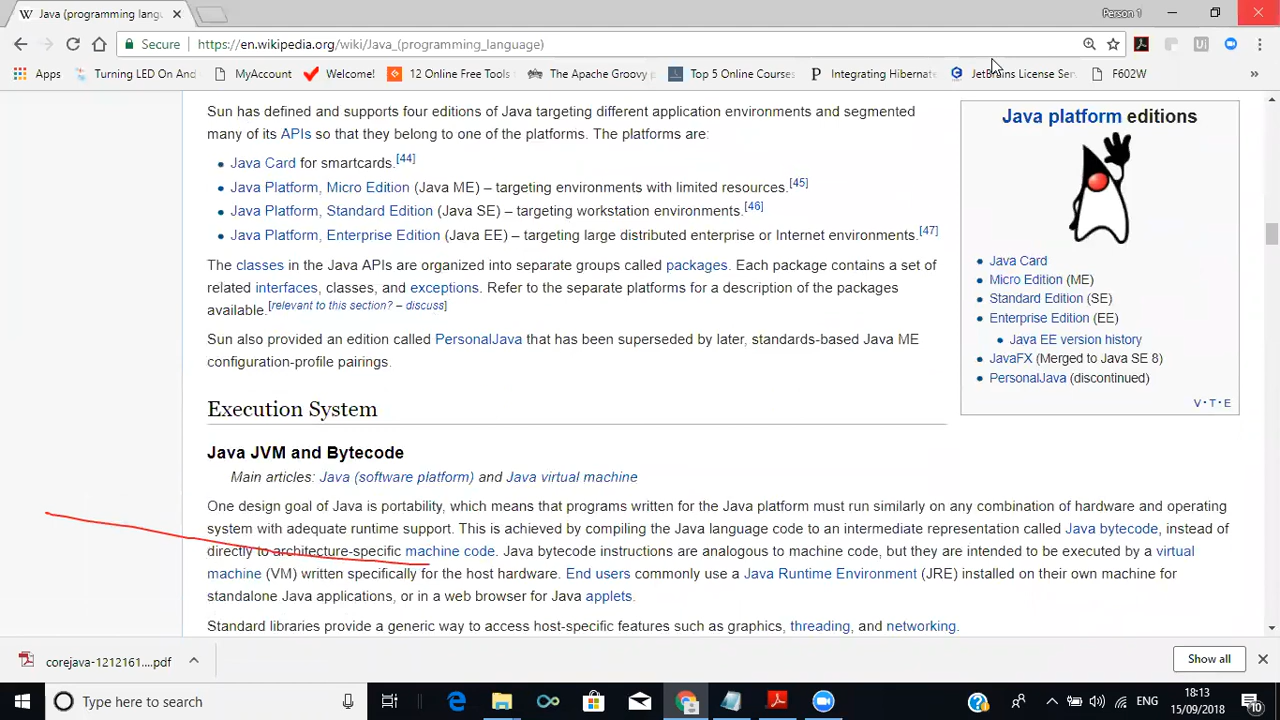 Java (programming langu
Person 1
Secure
https://en.wikipedia.org/wiki/Java_(programming_language)
Apps
Turning LED On And
MyAccount
Welcome!
12 Online Free Tools
The Apache Groovy
Top 5 Online Courses
Integrating Hibernat
JetBrains License Ser
F602W
»
Sun has defined and supports four editions of Java targeting different application environments and segmented
many of its APIs so that they belong to one of the platforms. The platforms are:
Java Card for smartcards.[44]
Java Platform, Micro Edition (Java ME) – targeting environments with limited resources.[45]
Java Platform, Standard Edition (Java SE) – targeting workstation environments.[46]
Java Platform, Enterprise Edition (Java EE) – targeting large distributed enterprise or Internet environments.[47]
The classes in the Java APIs are organized into separate groups called packages. Each package contains a set of
related interfaces, classes, and exceptions. Refer to the separate platforms for a description of the packages
available.[relevant to this section? – discuss]
Sun also provided an edition called PersonalJava that has been superseded by later, standards-based Java ME
configuration-profile pairings.
Java platform editions
Java Card
Micro Edition (ME)
Standard Edition (SE)
Enterprise Edition (EE)
Java EE version history
JavaFX (Merged to Java SE 8)
PersonalJava (discontinued)
V·T·E
Execution System
Java JVM and Bytecode
Main articles: Java (software platform) and Java virtual machine
One design goal of Java is portability, which means that programs written for the Java platform must run similarly on any combination of hardware and operating
system with adequate runtime support. This is achieved by compiling the Java language code to an intermediate representation called Java bytecode, instead of
directly to architecture-specific machine code. Java bytecode instructions are analogous to machine code, but they are intended to be executed by a virtual
machine (VM) written specifically for the host hardware. End users commonly use a Java Runtime Environment (JRE) installed on their own machine for
standalone Java applications, or in a web browser for Java applets.
Standard libraries provide a generic way to access host-specific features such as graphics, threading, and networking.
corejava-1212161....pdf
Show all
Type here to search
ENG
18:13
15/09/2018
10